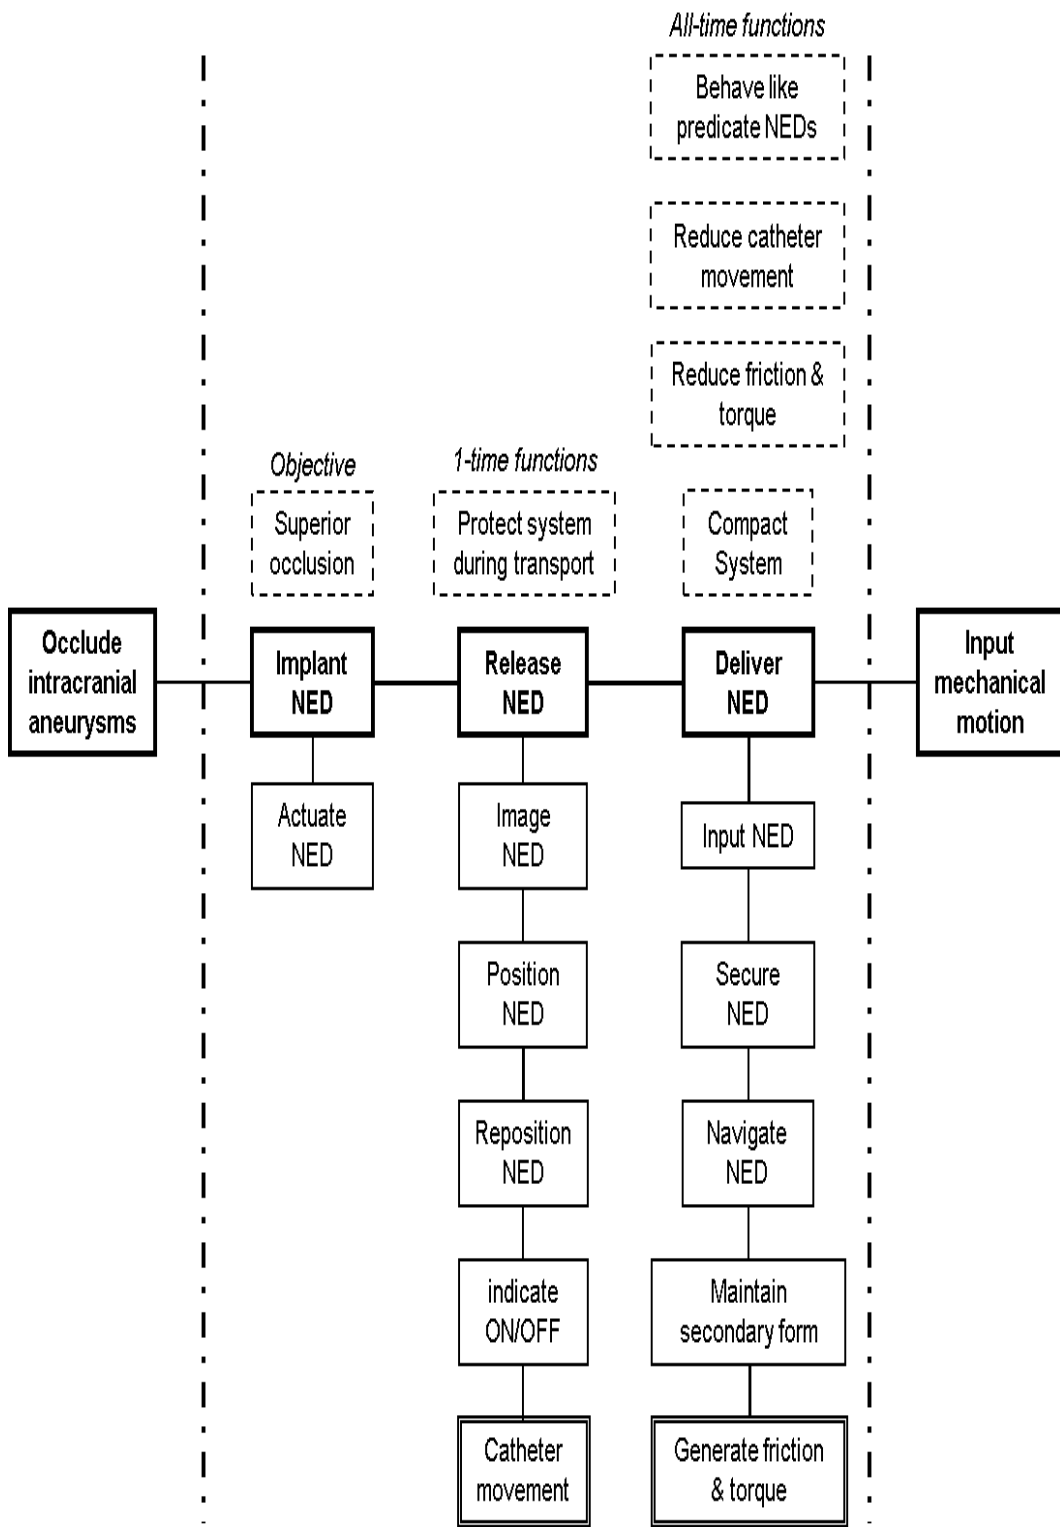 All-time functions
Behave like
predicate NEDs
Reduce catheter
movement
Reduce friction &
torque
Objective
Superior
occlusion
1-time functions
Protect system
during transport
Compact
System
Occlude
intracranial
aneurysms
Implant
NED
Release
NED
Deliver
NED
Input
mechanical
motion
Actuate
NED
Image
NED
Position
NED
Reposition
NED
indicate
ON/OFF
Catheter
movement
Input NED
Secure
NED
Navigate
NED
Maintain
secondary form
Generate friction
& torque